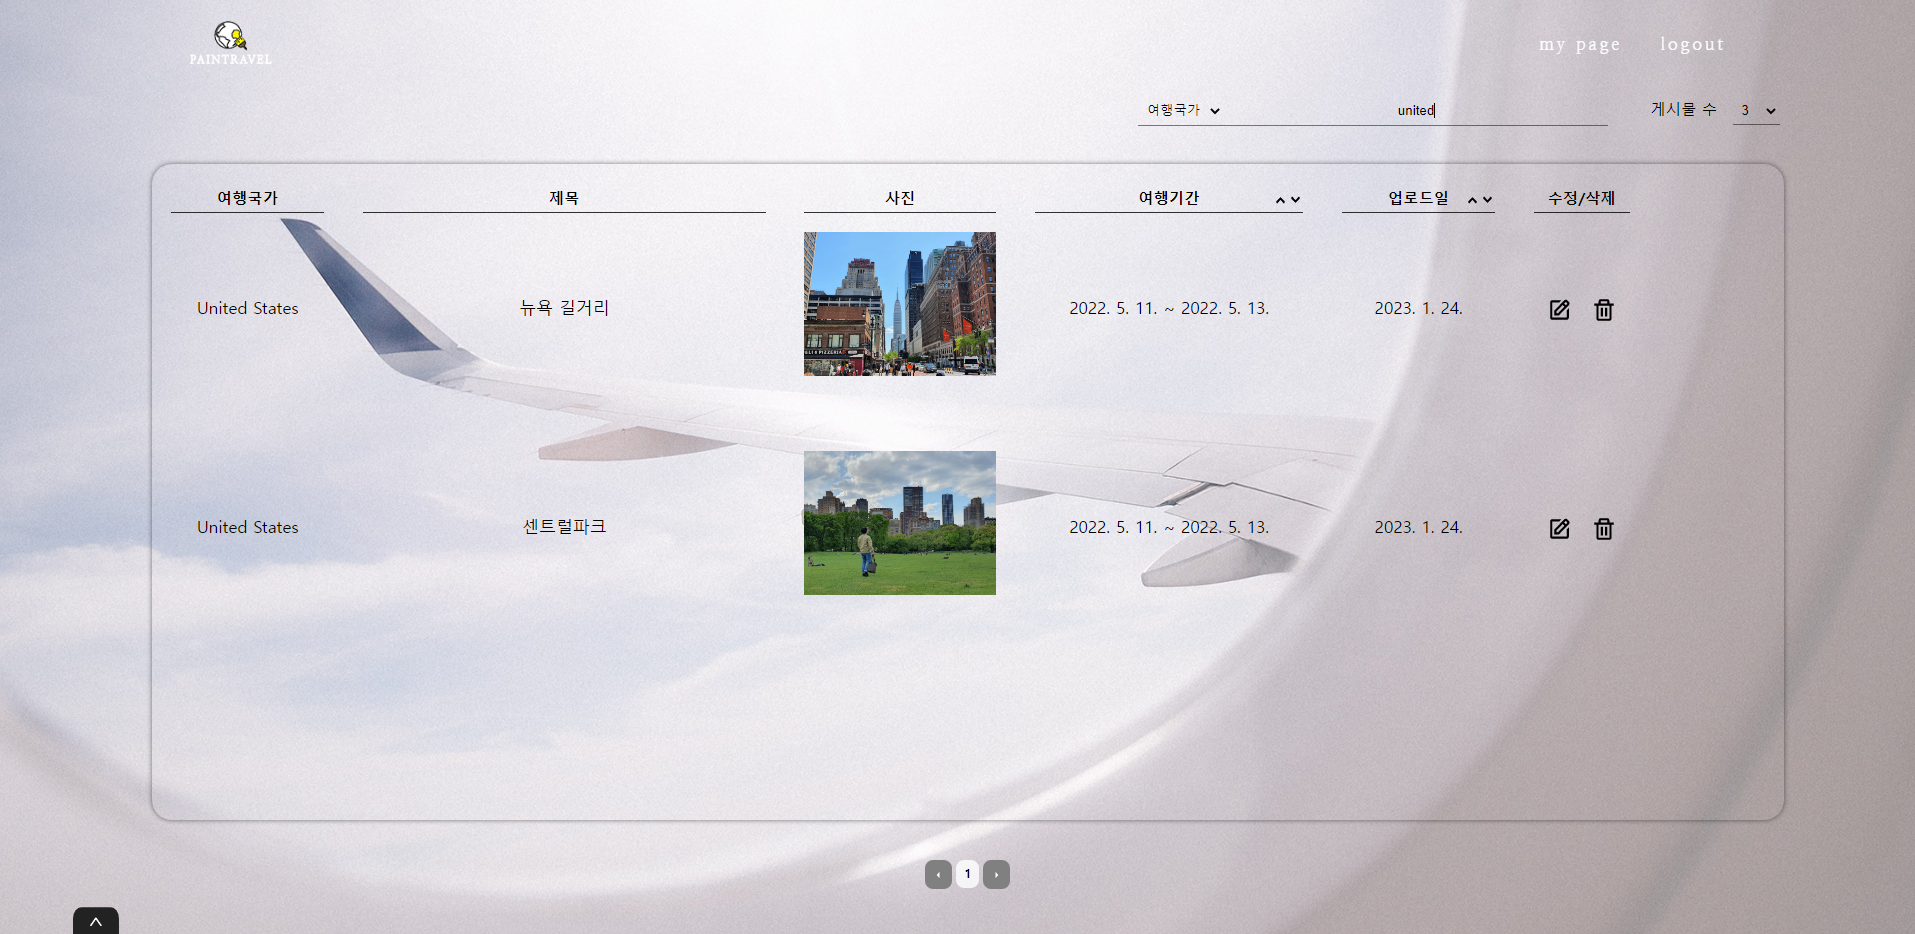 PAINTRAVEL
my page logout
여행국가 united 게시물 수 3
여행국가 제목 사진 여행기간 업로드일 수정/삭제
United States 뉴욕 길거리 2022. 5. 11. ~ 2022. 5. 13. 2023. 1. 24.
United States 센트럴파크 2022. 5. 11. ~ 2022. 5. 13. 2023. 1. 24.
1